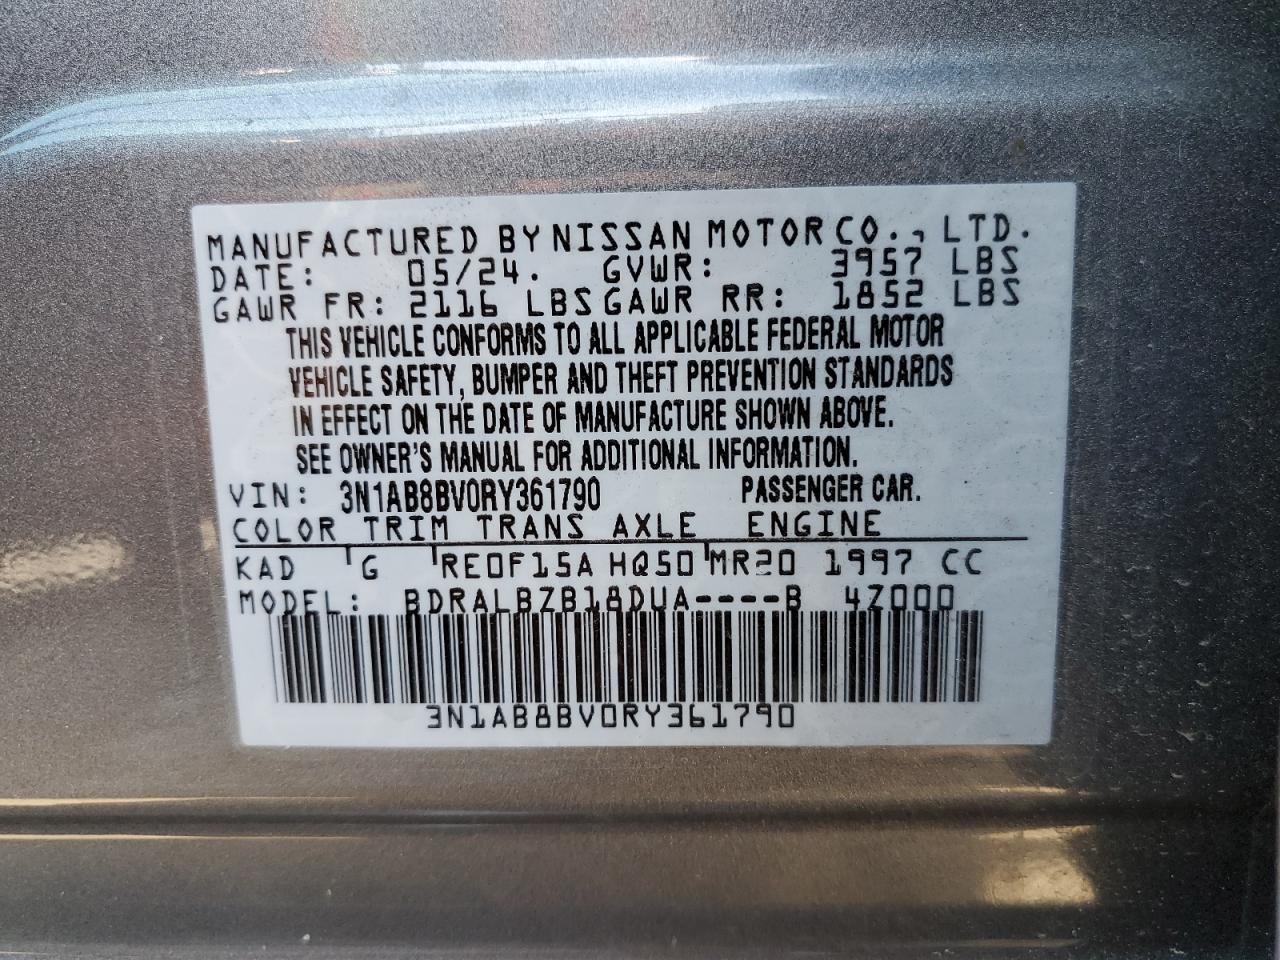 MANUFACTURED BY NISSAN MOTOR CO., LTD.
DATE: 05/24. GVWR: 3957 LBS
GAWR FR: 2116 LBS GAWR RR: 1852 LBS
THIS VEHICLE CONFORMS TO ALL APPLICABLE FEDERAL MOTOR
VEHICLE SAFETY, BUMPER AND THEFT PREVENTION STANDARDS
IN EFFECT ON THE DATE OF MANUFACTURE SHOWN ABOVE.
SEE OWNER'S MANUAL FOR ADDITIONAL INFORMATION.
VIN: 3N1AB8BV0RY361790 PASSENGER CAR.
COLOR TRIM TRANS AXLE ENGINE
KAD G RE0F15A HQ50 MR20 1997 CC
MODEL: BDRALBZB18DUA----B 4Z000
3N1AB8BV0RY361790